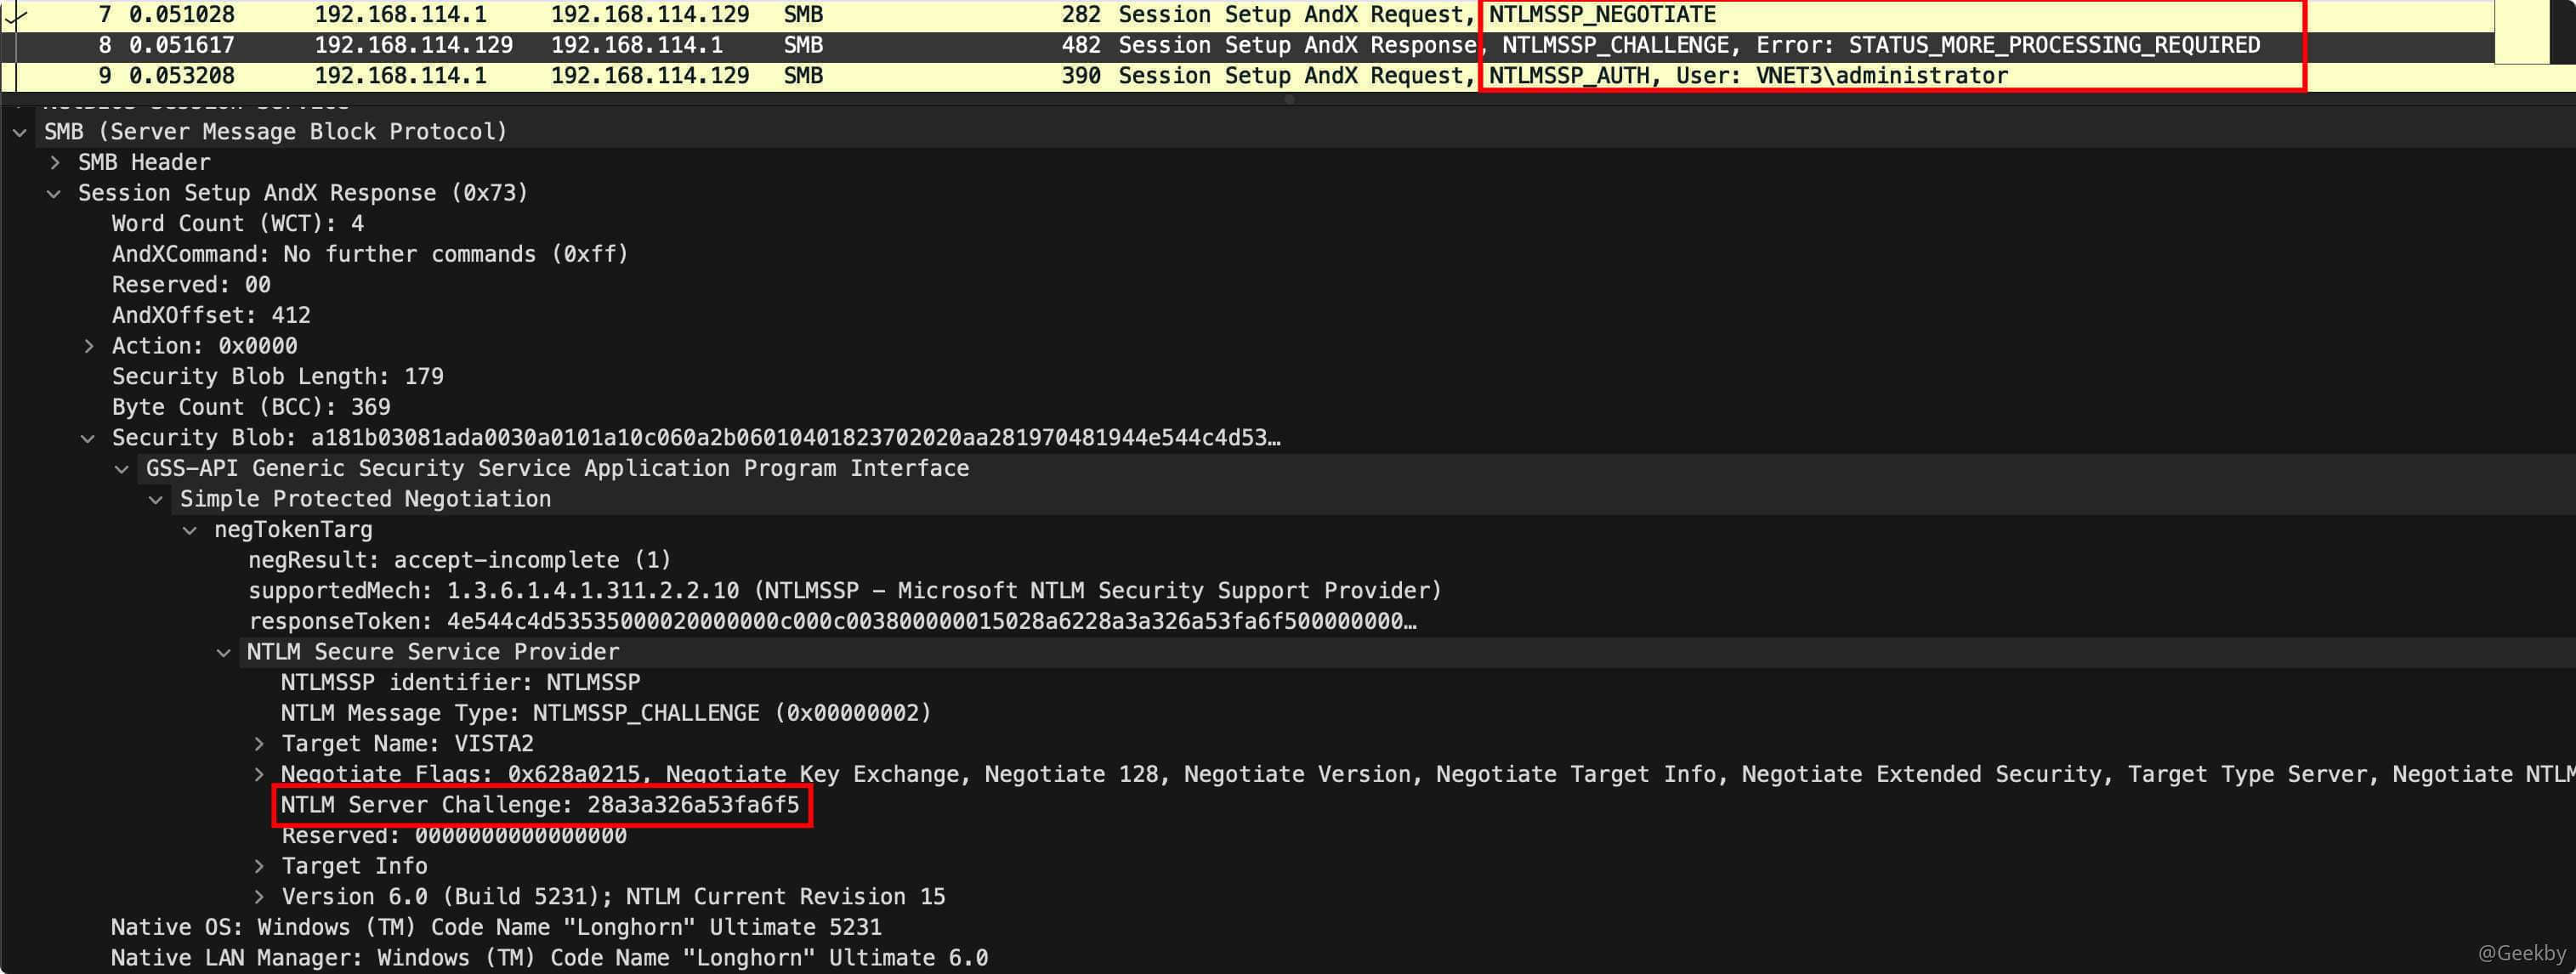 7 0.051028 192.168.114.1 192.168.114.129 SMB 282 Session Setup AndX Request, NTLMSSP_NEGOTIATE
8 0.051617 192.168.114.129 192.168.114.1 SMB 482 Session Setup AndX Response, NTLMSSP_CHALLENGE, Error: STATUS_MORE_PROCESSING_REQUIRED
9 0.053208 192.168.114.1 192.168.114.129 SMB 390 Session Setup AndX Request, NTLMSSP_AUTH, User: VNET3\administrator
NetBIOS Session Service
SMB (Server Message Block Protocol)
SMB Header
Session Setup AndX Response (0x73)
Word Count (WCT): 4
AndXCommand: No further commands (0xff)
Reserved: 00
AndXOffset: 412
Action: 0x0000
Security Blob Length: 179
Byte Count (BCC): 369
Security Blob: a181b03081ada0030a0101a10c060a2b06010401823702020aa281970481944e544c4d53…
GSS-API Generic Security Service Application Program Interface
Simple Protected Negotiation
negTokenTarg
negResult: accept-incomplete (1)
supportedMech: 1.3.6.1.4.1.311.2.2.10 (NTLMSSP - Microsoft NTLM Security Support Provider)
responseToken: 4e544c4d53535000020000000c000c003800000015028a6228a3a326a53fa6f500000000…
NTLM Secure Service Provider
NTLMSSP identifier: NTLMSSP
NTLM Message Type: NTLMSSP_CHALLENGE (0x00000002)
Target Name: VISTA2
Negotiate Flags: 0x628a0215, Negotiate Key Exchange, Negotiate 128, Negotiate Version, Negotiate Target Info, Negotiate Extended Security, Target Type Server, Negotiate NTLM
NTLM Server Challenge: 28a3a326a53fa6f5
Reserved: 0000000000000000
Target Info
Version 6.0 (Build 5231); NTLM Current Revision 15
Native OS: Windows (TM) Code Name "Longhorn" Ultimate 5231
Native LAN Manager: Windows (TM) Code Name "Longhorn" Ultimate 6.0
@Geekby